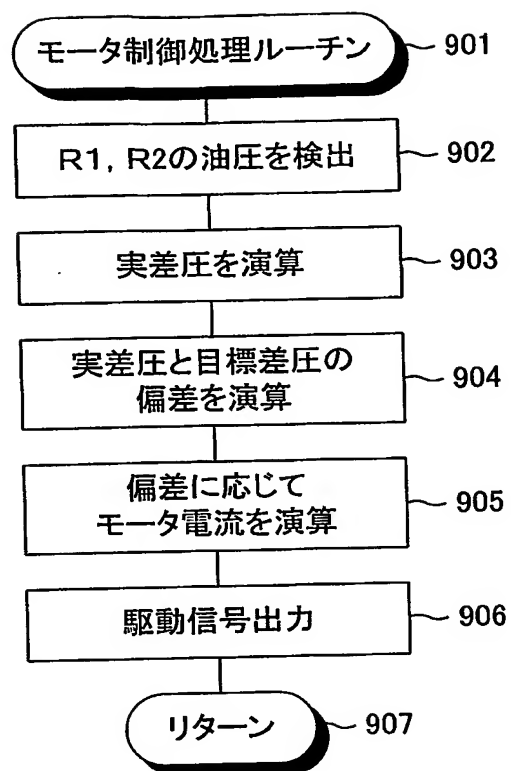 モータ制御処理ルーチン 901
R1, R2の油圧を検出 902
実差圧を演算 903
実差圧と目標差圧の
偏差を演算 904
偏差に応じて
モータ電流を演算 905
駆動信号出力 906
リターン 907